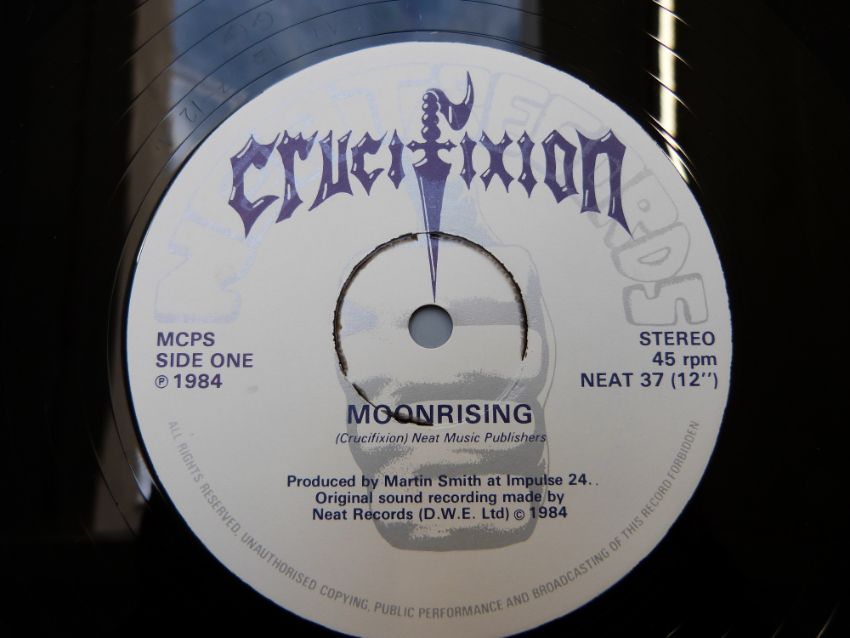 NEAT RECORDS
CRUCIFIXION
MCPS
SIDE ONE
℗ 1984
STEREO
45 rpm
NEAT 37 (12'')
MOONRISING
(Crucifixion) Neat Music Publishers
Produced by Martin Smith at Impulse 24..
Original sound recording made by
Neat Records (D.W.E. Ltd) © 1984
ALL RIGHTS RESERVED. UNAUTHORISED COPYING, PUBLIC PERFORMANCE AND BROADCASTING OF THIS RECORD FORBIDDEN